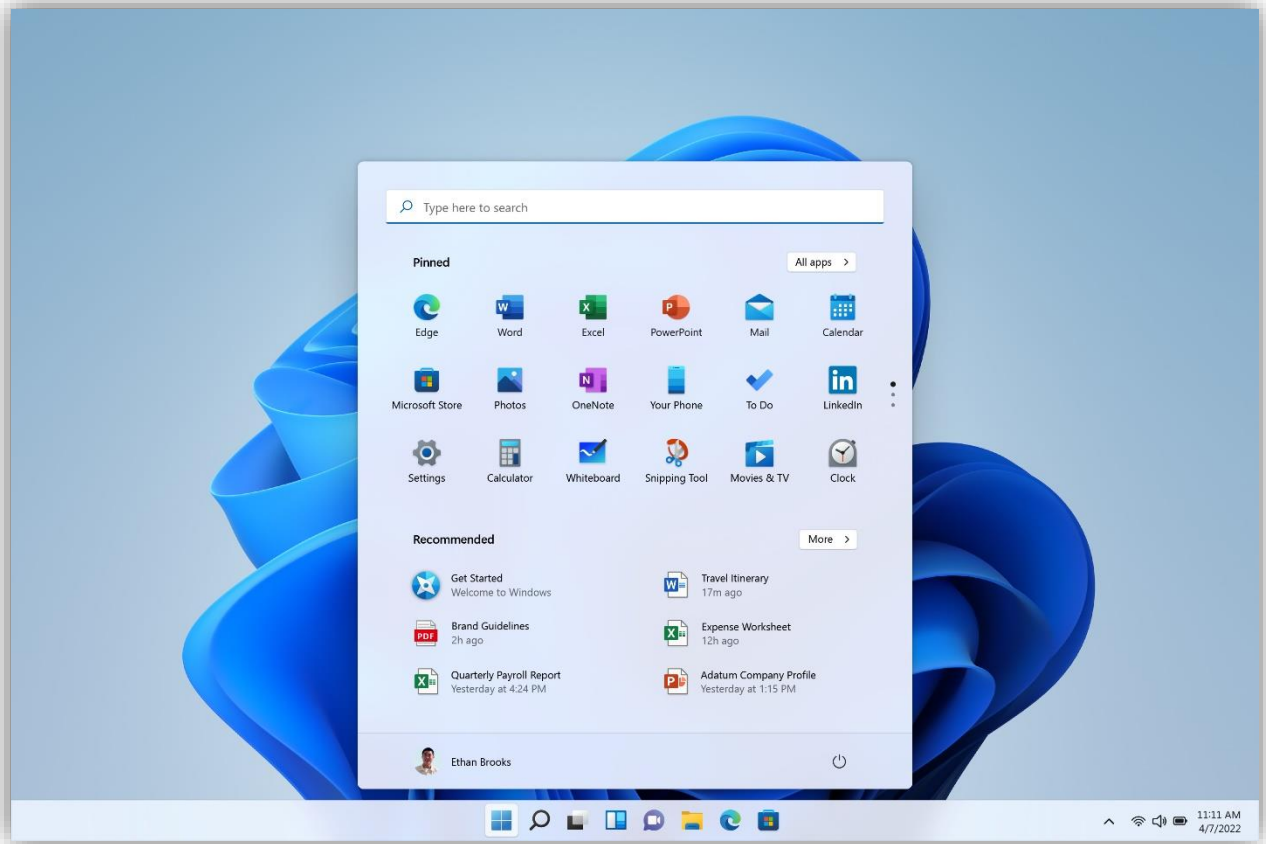 Type here to search
Pinned
All apps
Edge
Word
Excel
PowerPoint
Mail
Calendar
Microsoft Store
Photos
OneNote
Your Phone
To Do
LinkedIn
Settings
Calculator
Whiteboard
Snipping Tool
Movies & TV
Clock
Recommended
More
Get Started
Welcome to Windows
Travel Itinerary
17m ago
Brand Guidelines
2h ago
Expense Worksheet
12h ago
Quarterly Payroll Report
Yesterday at 4:24 PM
Adatum Company Profile
Yesterday at 1:15 PM
Ethan Brooks
11:11 AM
4/7/2022